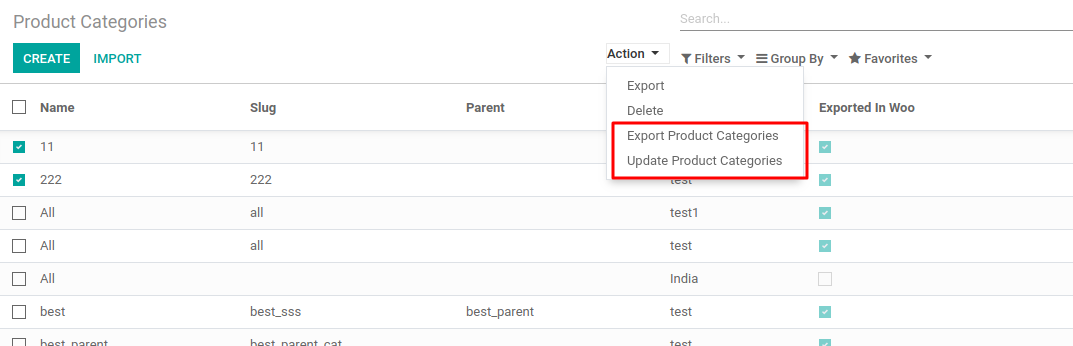 Product Categories
Search...
CREATE IMPORT Action Filters Group By Favorites
Export
Delete
Export Product Categories
Update Product Categories
Name Slug Parent Exported In Woo
11 11
222 222 test
All all test1
All all test
All India
best best_sss best_parent test
best_parent best_parent_cat test